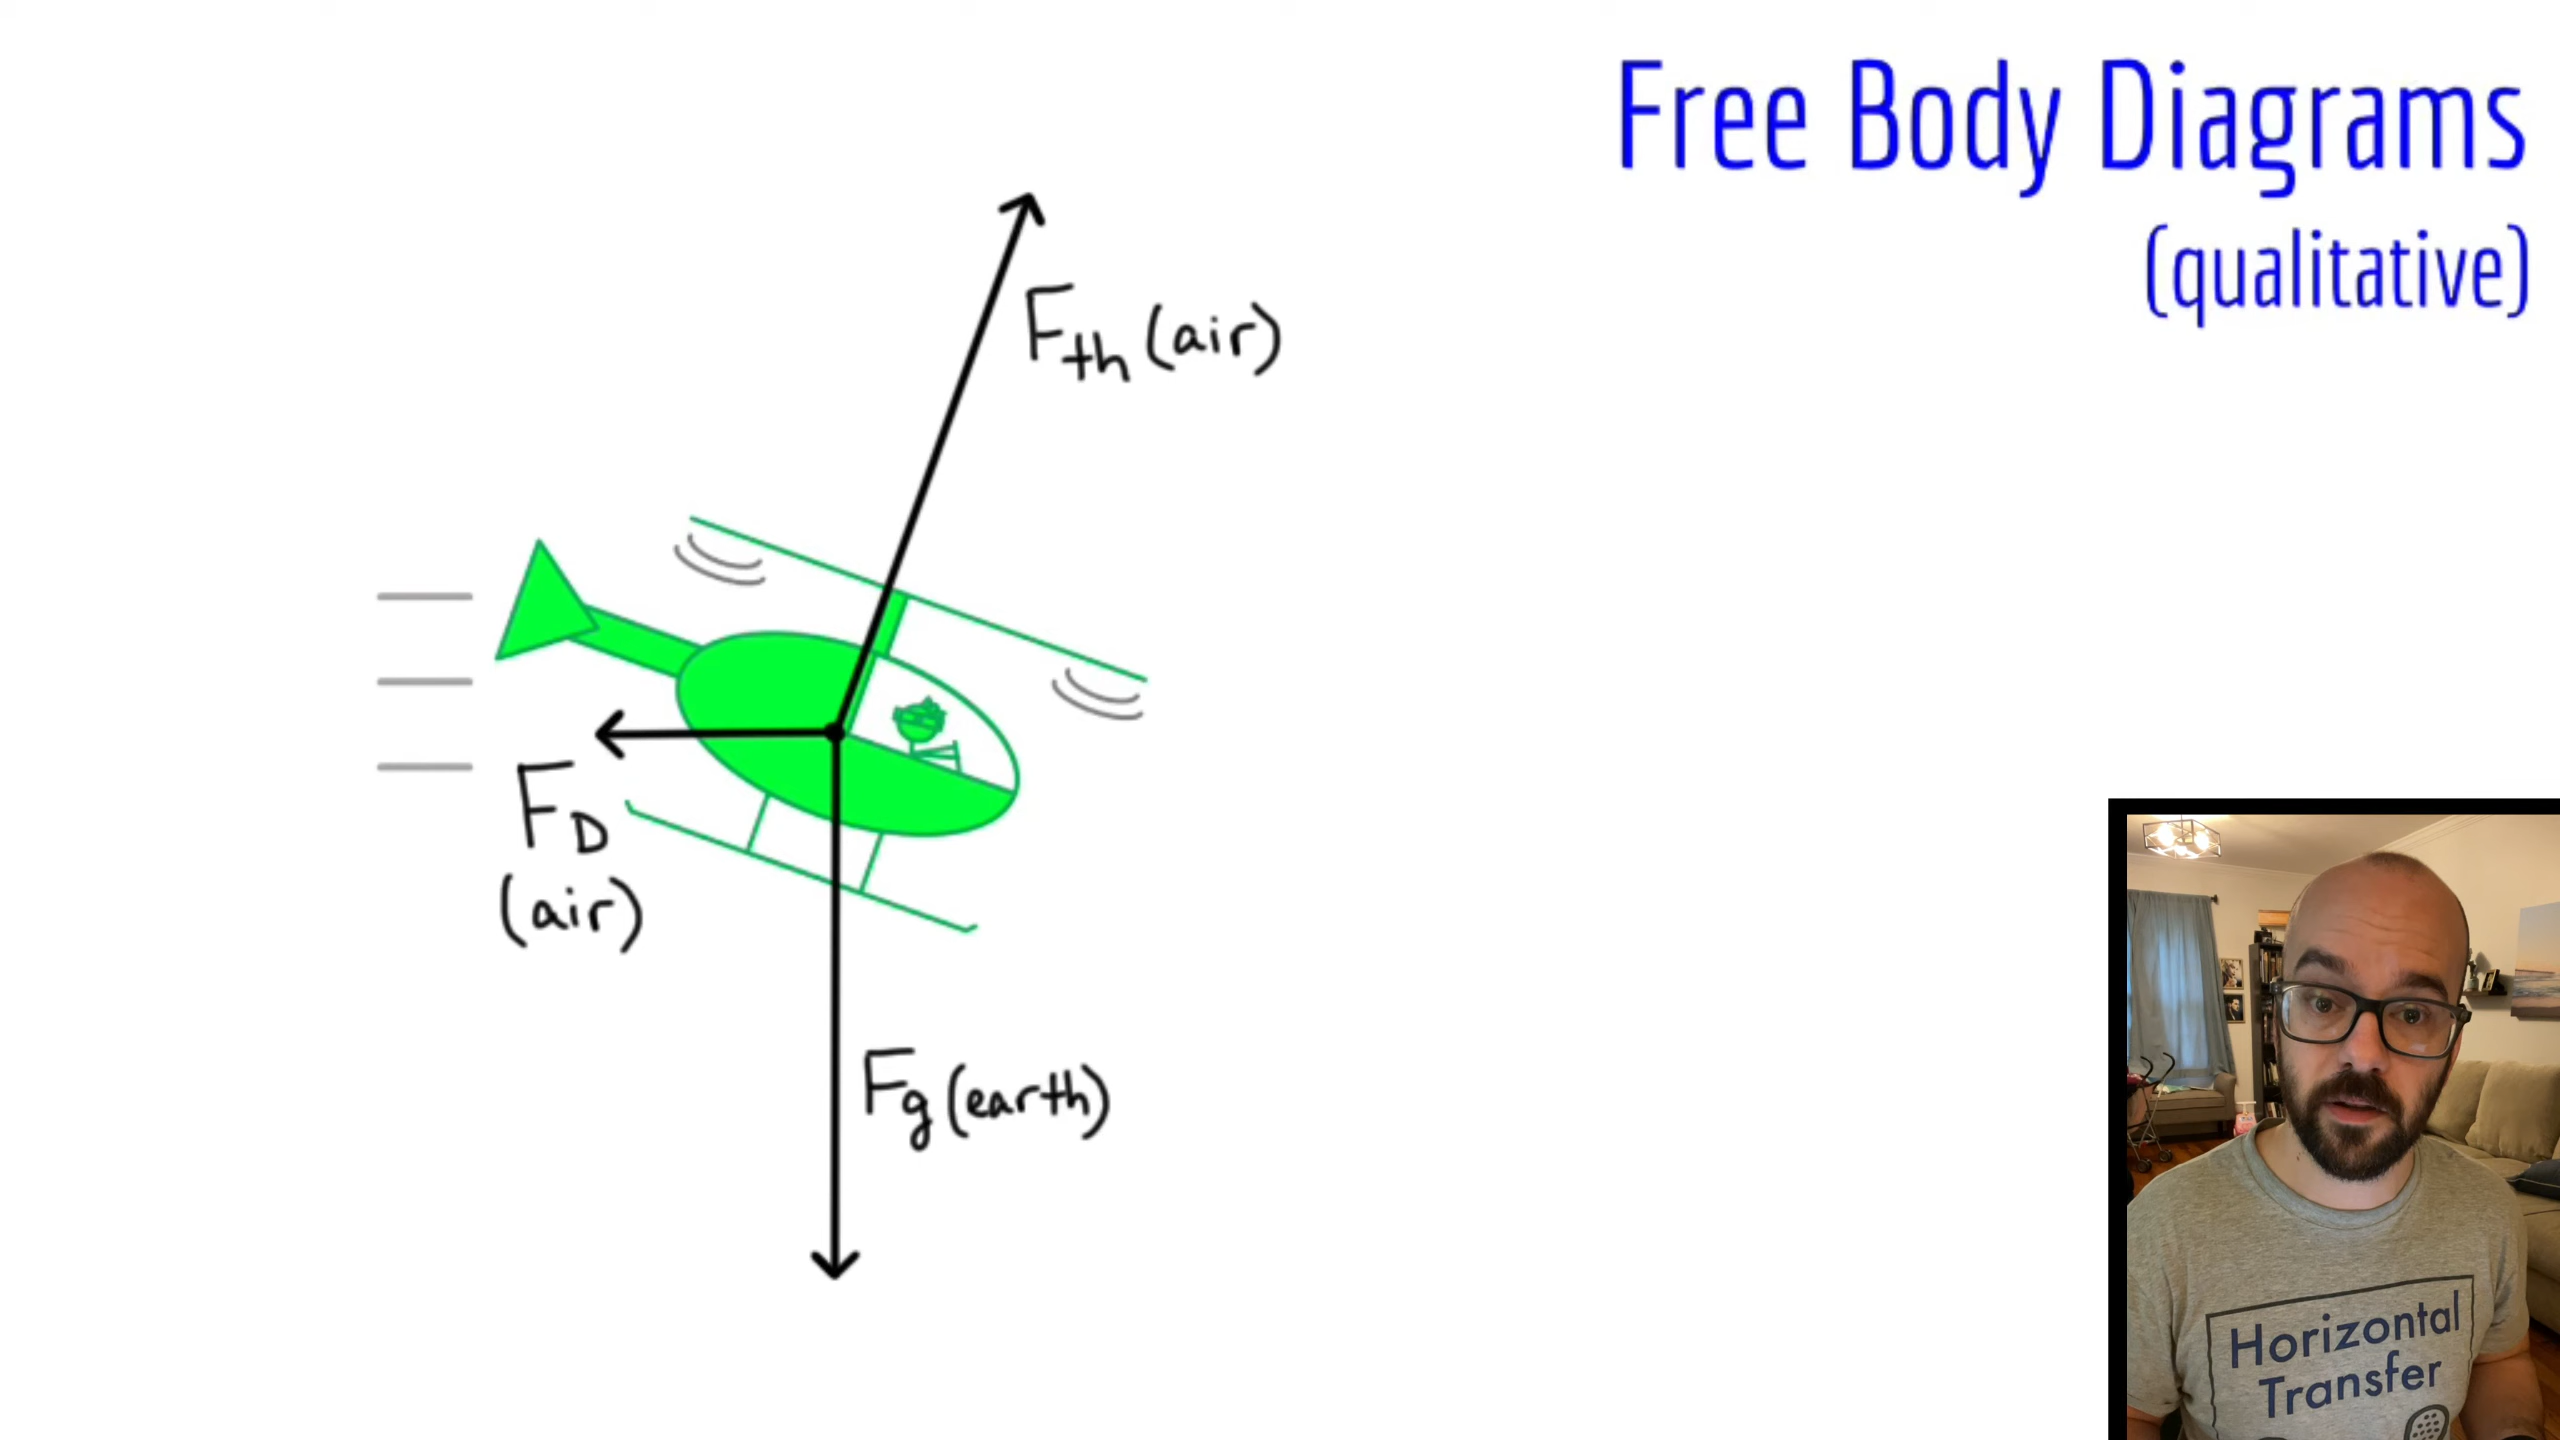 Free Body Diagrams
(qualitative)
Fth (air)
FD
(air)
Fg (earth)
Horizontal
Transfer